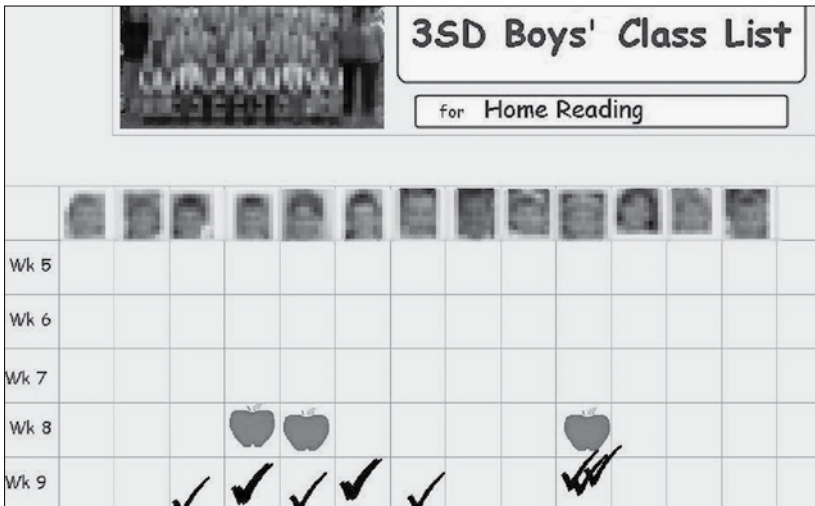 3SD Boys' Class List
for Home Reading
Wk 5
Wk 6
Wk 7
Wk 8
Wk 9